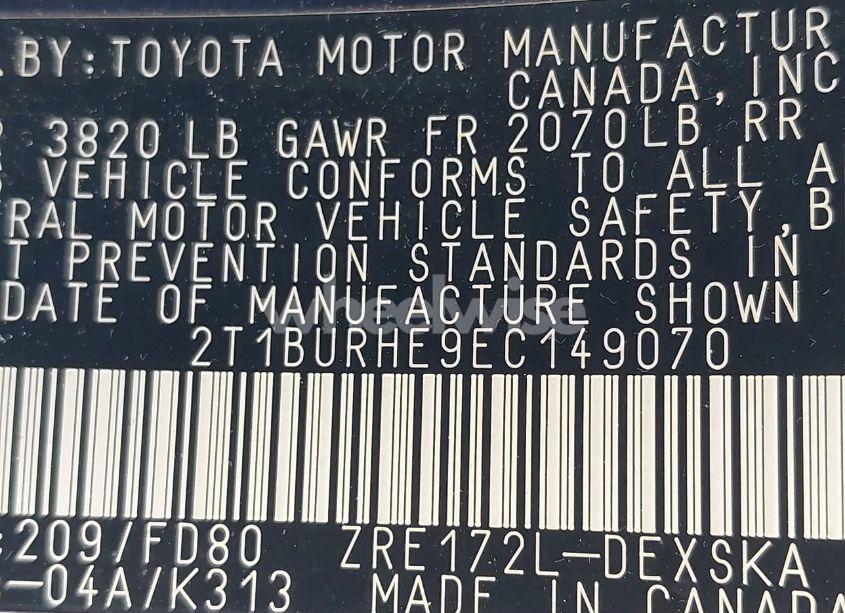 .BY:TOYOTA MOTOR MANUFACTUR
CANADA,INC
3820 LB GAWR FR 2070LB RR
VEHICLE CONFORMS TO ALL A
RAL MOTOR VEHICLE SAFETY,B
T PREVENTION STANDARDS IN
DATE OF MANUFACTURE SHOWN
wheelwise
2T1BURHE9EC149070
:209/FD80 ZRE172L-DEXSKA
-04A/K313 MADE IN CANADA